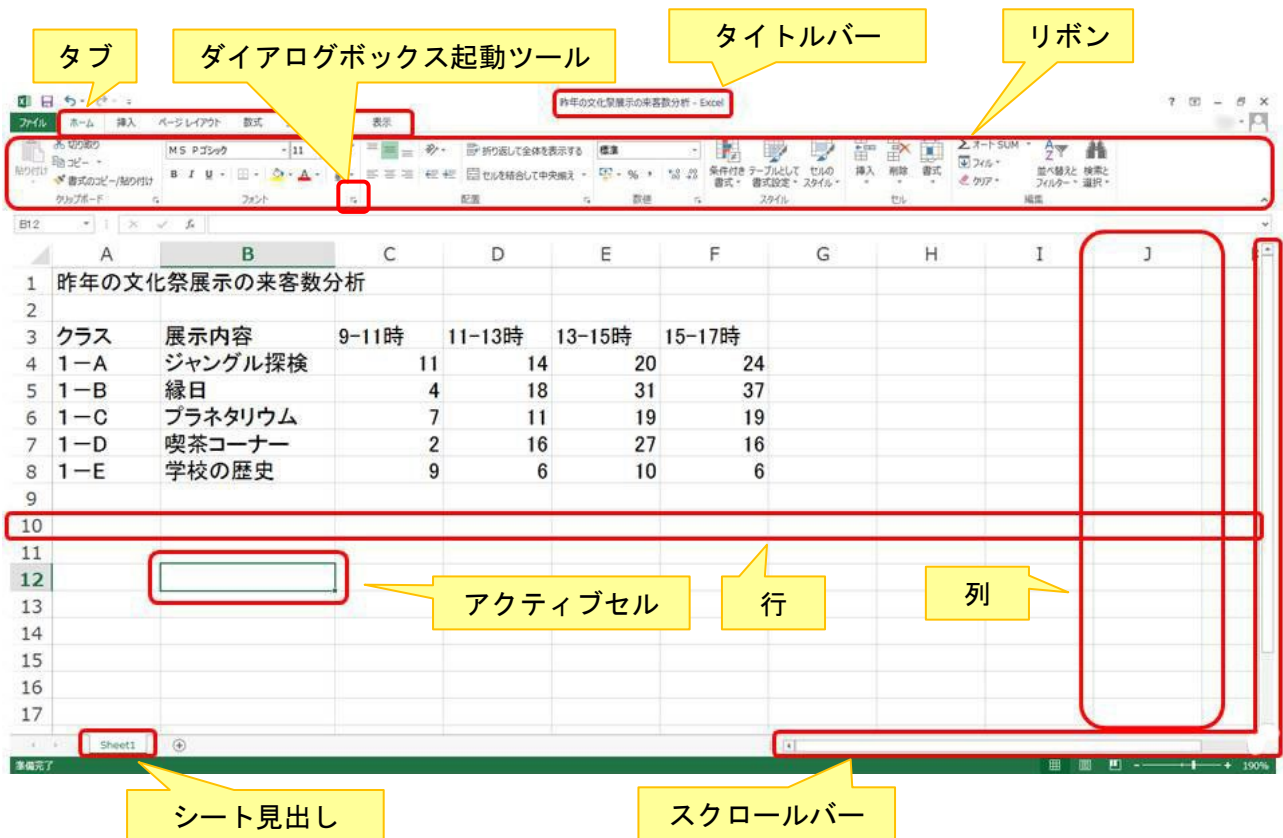 タブ
ダイアログボックス起動ツール
タイトルバー
リボン
昨年の文化祭展示の来客数分析 - Excel
ファイル ホーム 挿入 ページレイアウト 数式 表示
切り取り MS Pゴシック 11 折り返して全体を表示する 標準 オートSUM
貼り付け コピー 条件付き書式 テーブルとして書式設定 セルのスタイル 挿入 削除 書式 フィル 並べ替えとフィルター 検索と選択
書式のコピー/貼り付け B I U A セルを結合して中央揃え % クリア
クリップボード フォント 配置 数値 スタイル セル 編集
B12 fx
A B C D E F G H I J
1 昨年の文化祭展示の来客数分析
2
3 クラス 展示内容 9-11時 11-13時 13-15時 15-17時
4 1-A ジャングル探検 11 14 20 24
5 1-B 縁日 4 18 31 37
6 1-C プラネタリウム 7 11 19 19
7 1-D 喫茶コーナー 2 16 27 16
8 1-E 学校の歴史 9 6 10 6
9
10
11
12
13
14
15
16
17
アクティブセル
行
列
Sheet1
準備完了 190%
シート見出し
スクロールバー